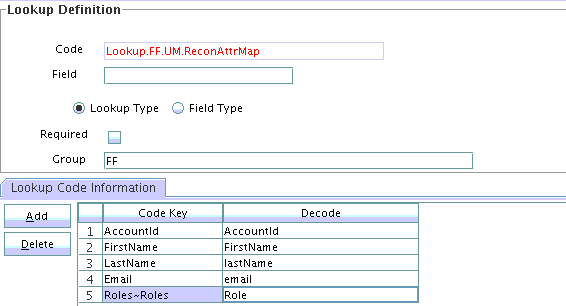 Lookup Definition
Code Lookup.FF.UM.ReconAttrMap
Field
Lookup Type Field Type
Required
Group FF
Lookup Code Information
Add
Delete
Code Key Decode
1 AccountId AccountId
2 FirstName FirstName
3 LastName lastName
4 Email email
5 Roles~Roles Role